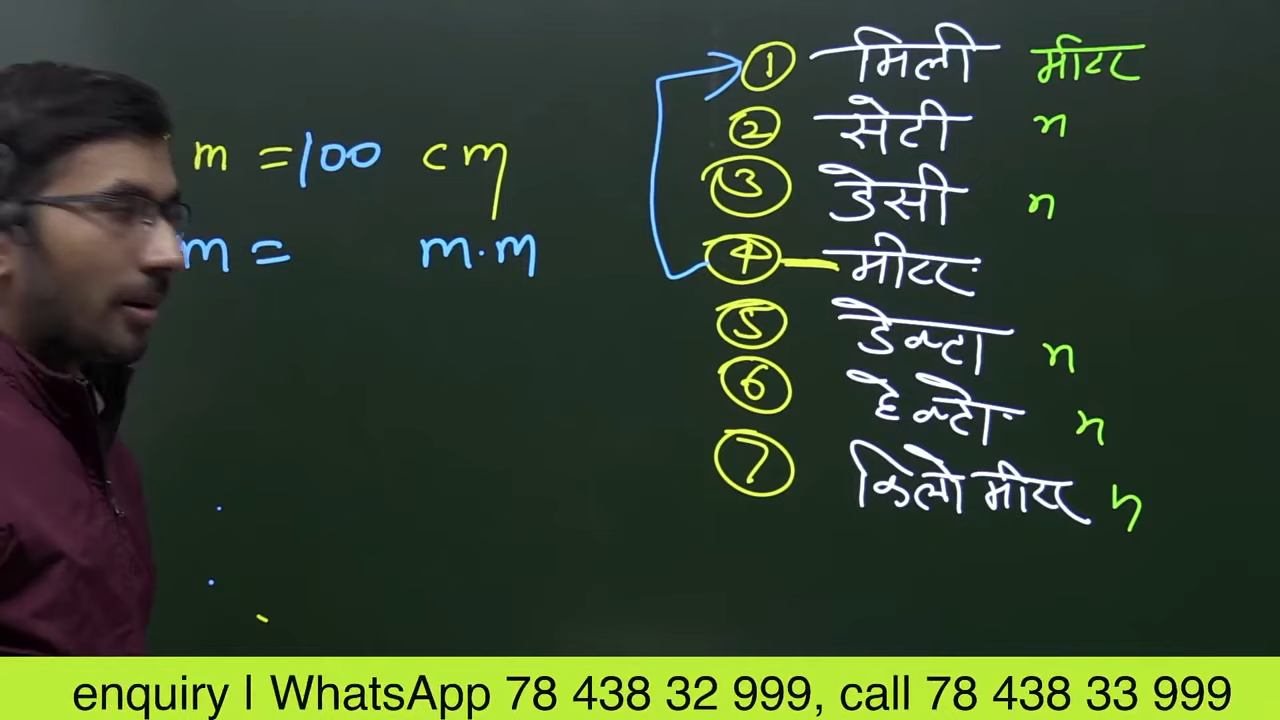 m = 100 cm
m = m.m
① मिली मीटर
② सेटी "
③ डेसी "
④ — मीटर
⑤ डेक्टा "
⑥ हेक्टो "
⑦ किलो मीटर "
enquiry | WhatsApp 78 438 32 999, call 78 438 33 999